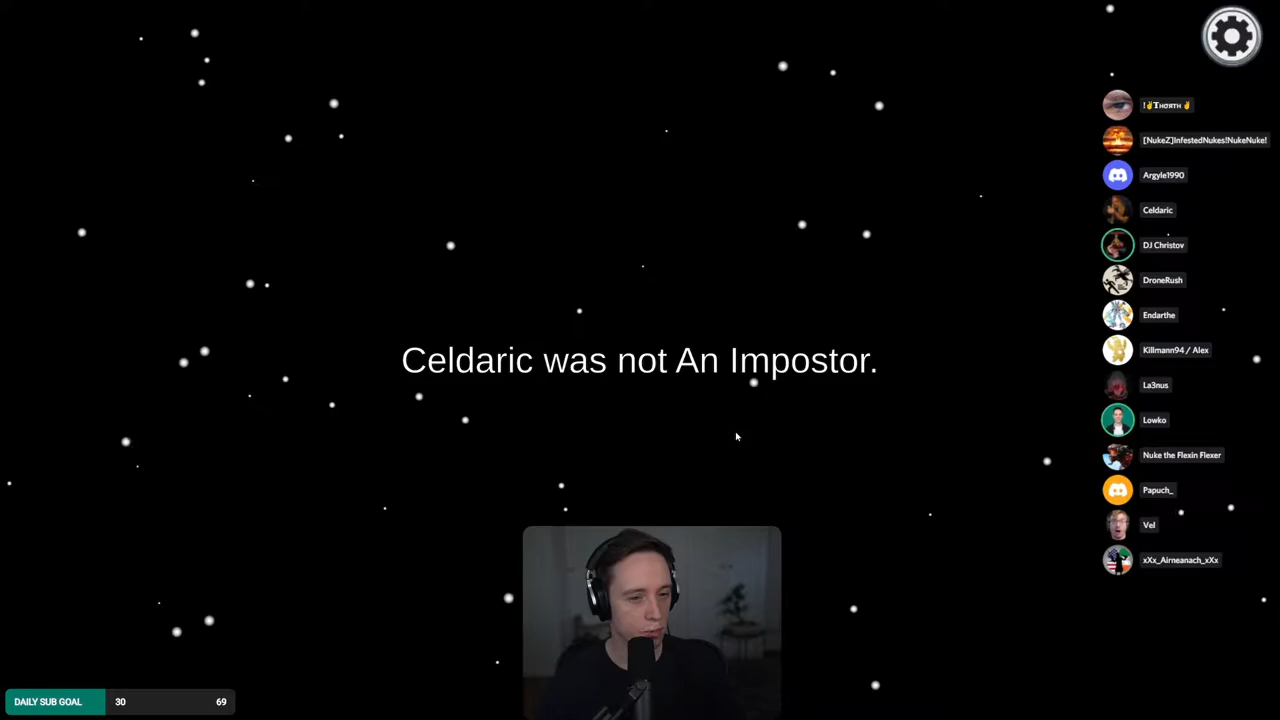 !✌Tʜσʀтʜ ✌
[NukeZ]InfestedNukes!NukeNuke!
Argyle1990
Celdaric
DJ Christov
DroneRush
Endarthe
Celdaric was not An Impostor.
Killmann94 / Alex
La3nus
Lowko
Nuke the Flexin Flexer
Papuch_
Vel
xXx_Airneanach_xXx
DAILY SUB GOAL 30 69